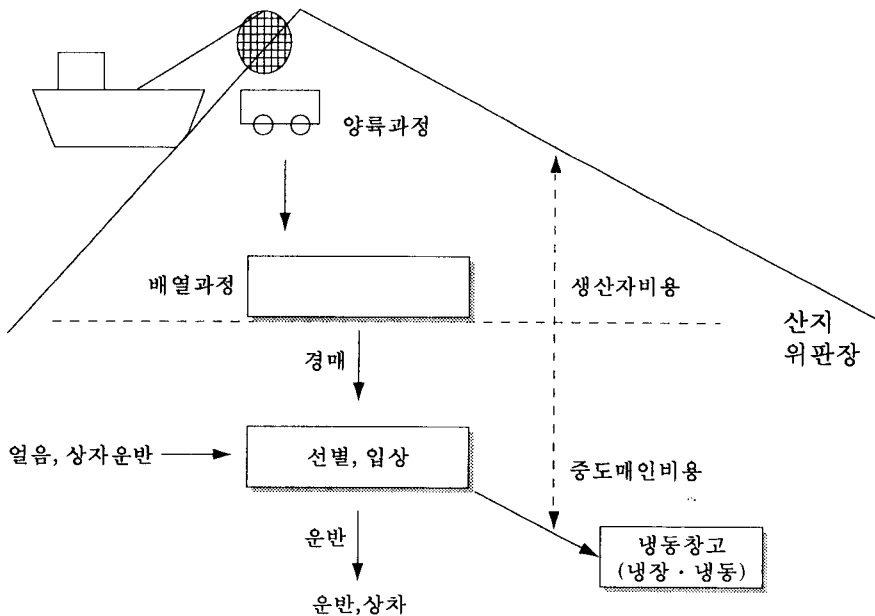 양륙과정
배열과정
생산자비용
산지
위판장
경매
얼음, 상자운반
선별, 입상
중도매인비용
운반
냉동창고
(냉장 · 냉동)
운반,상차